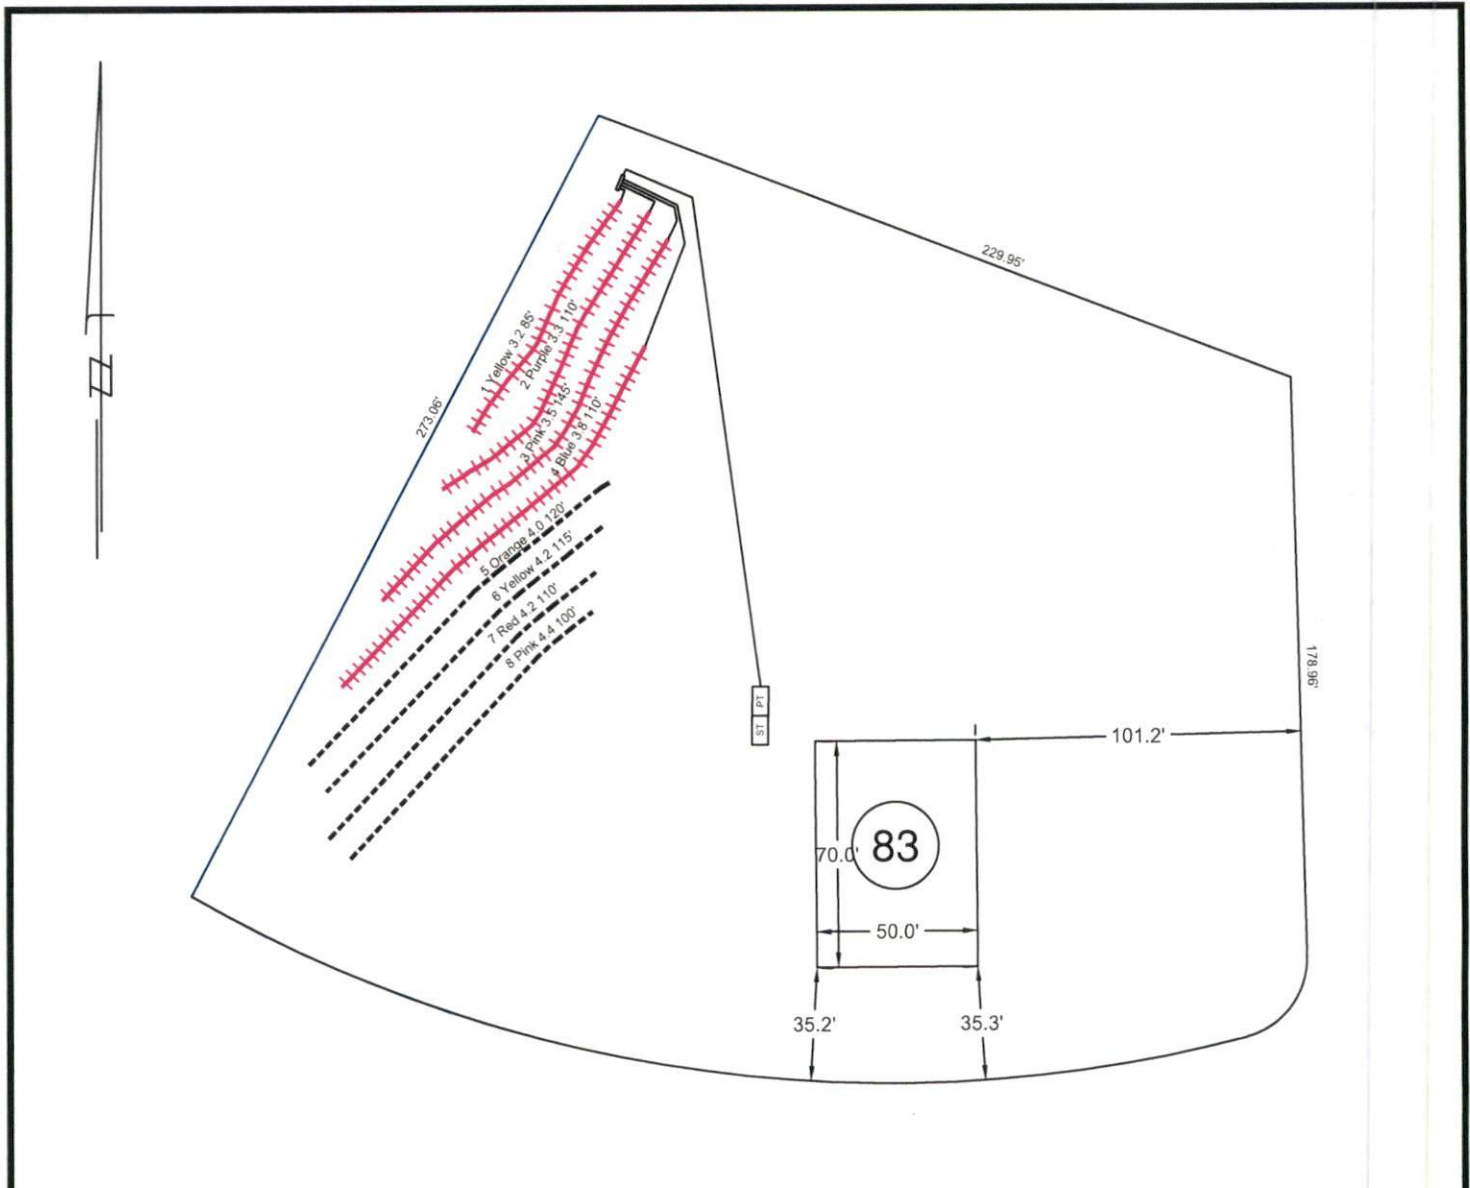 229.95'
1 Yellow 3.2 85'
2 Purple 3.3 110'
273.06'
3 Pink 3.5 145'
4 Blue 3.8 110'
5 Orange 4.0 120'
6 Yellow 4.2 115'
7 Red 4.2 110'
8 Pink 4.4 100'
178.96'
PT
ST
101.2'
83
70.0'
50.0'
35.2'
35.3'
N